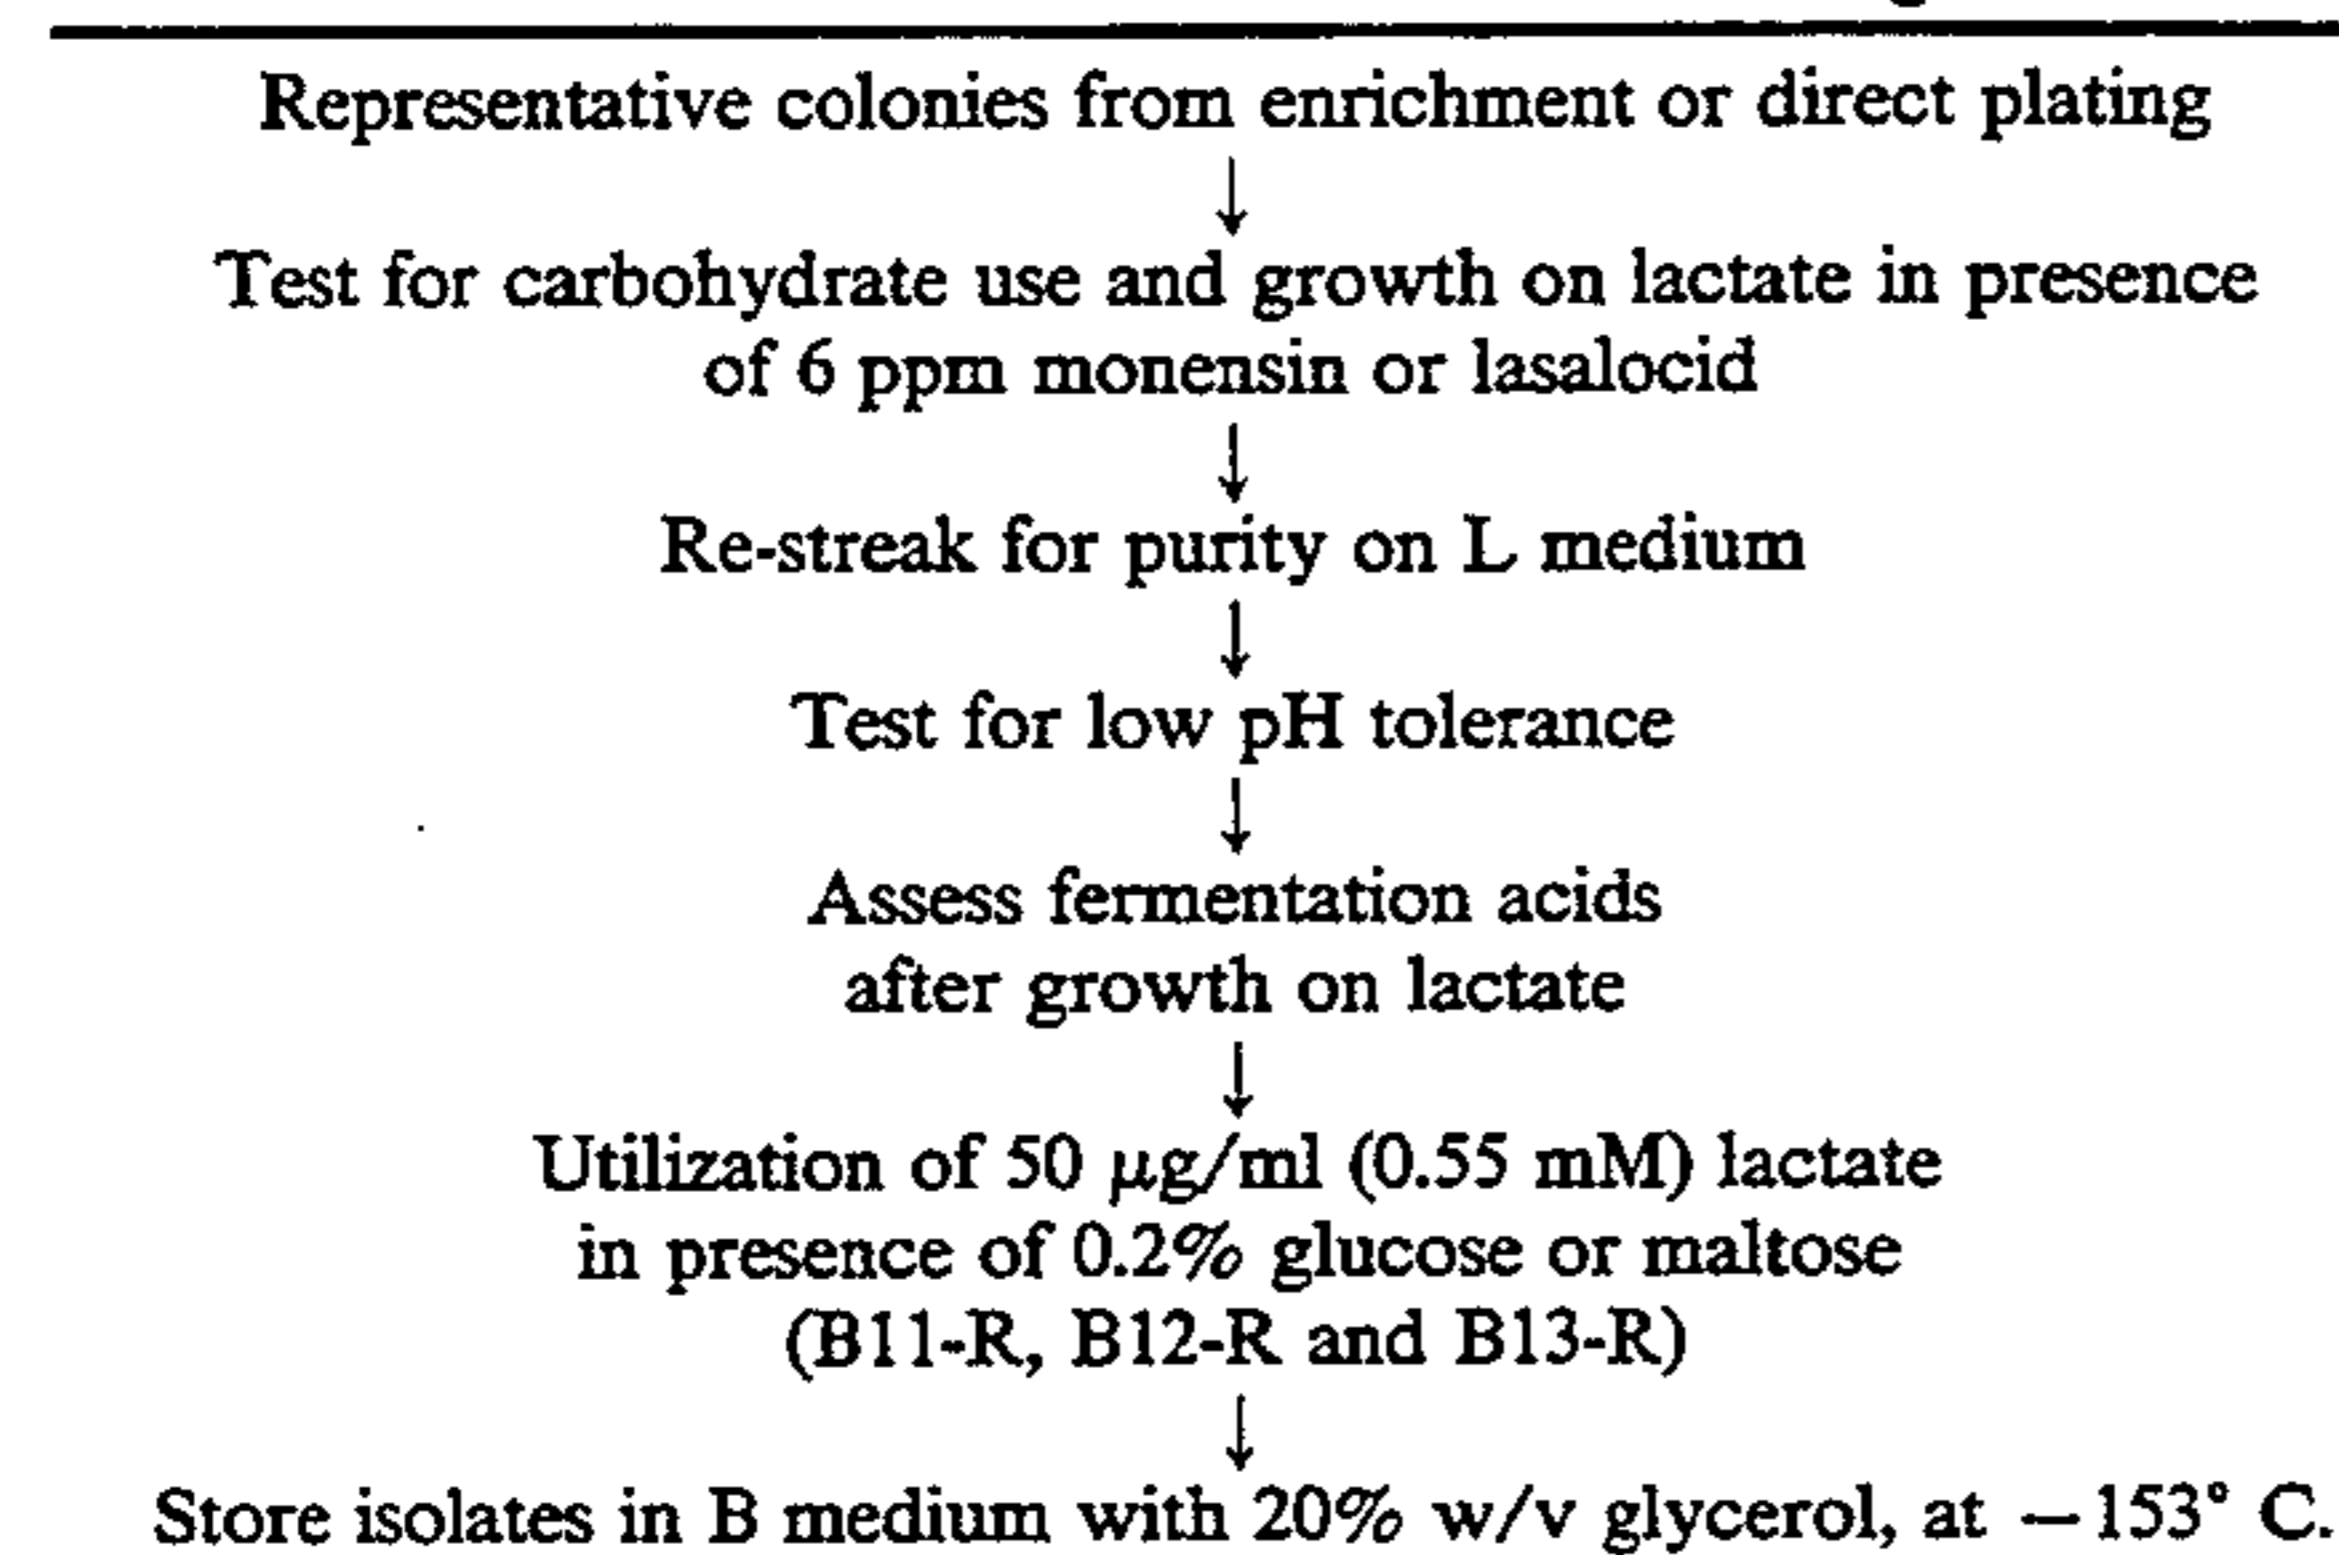 Representative colonies from enrichment or direct plating
↓
Test for carbohydrate use and growth on lactate in presence
of 6 ppm monensin or lasalocid
↓
Re-streak for purity on L medium
↓
Test for low pH tolerance
↓
Assess fermentation acids
after growth on lactate
↓
Utilization of 50 µg/ml (0.55 mM) lactate
in presence of 0.2% glucose or maltose
(B11-R, B12-R and B13-R)
↓
Store isolates in B medium with 20% w/v glycerol, at −153° C.